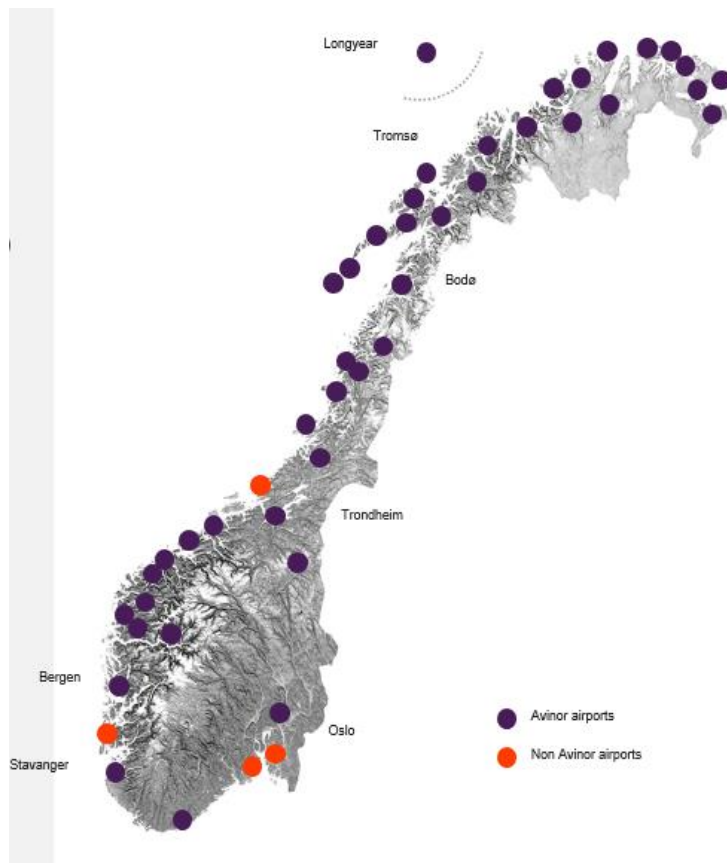 Longyear
Tromsø
Bodø
Trondheim
Bergen
Avinor airports
Oslo
Non Avinor airports
Stavanger